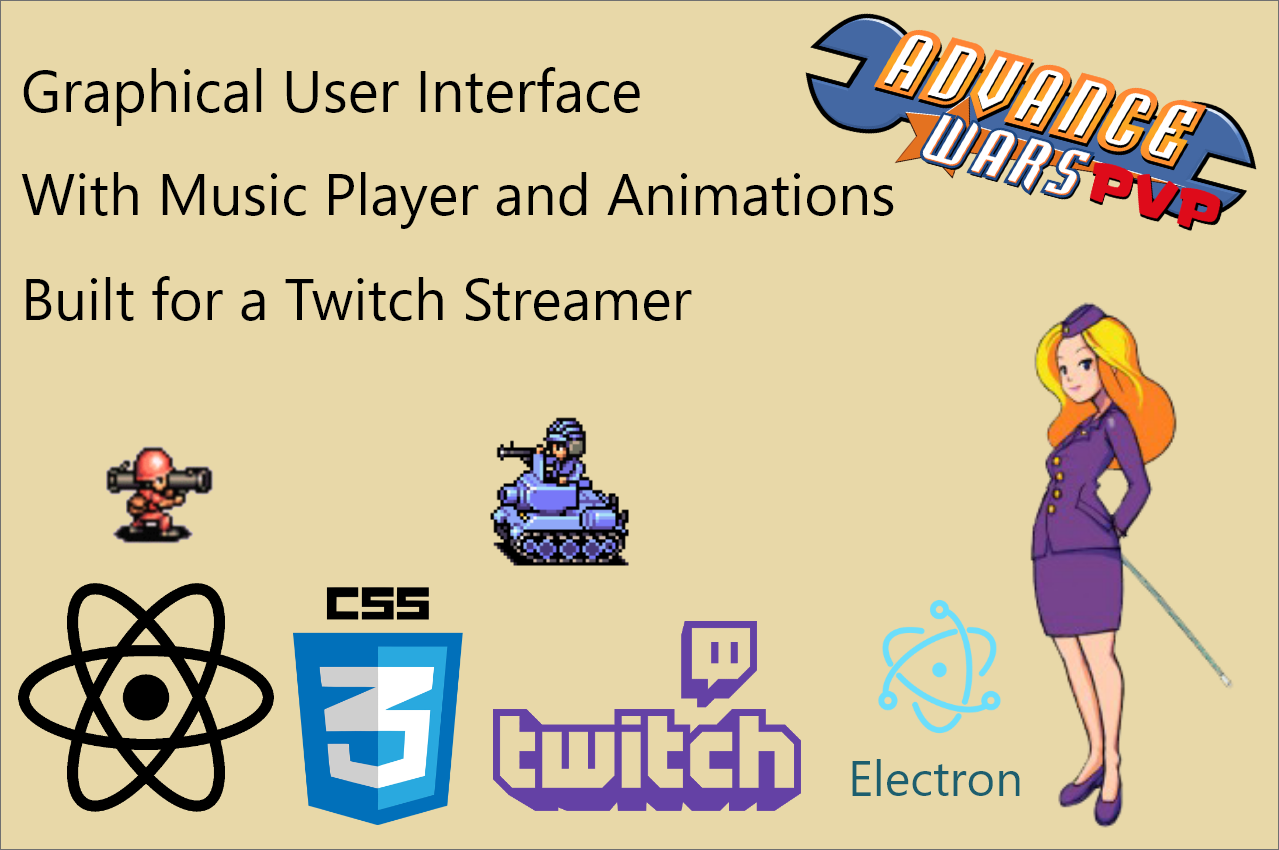 Graphical User Interface
With Music Player and Animations
Built for a Twitch Streamer
ADVANCE
WARS PVP
CSS
3
twitch
Electron